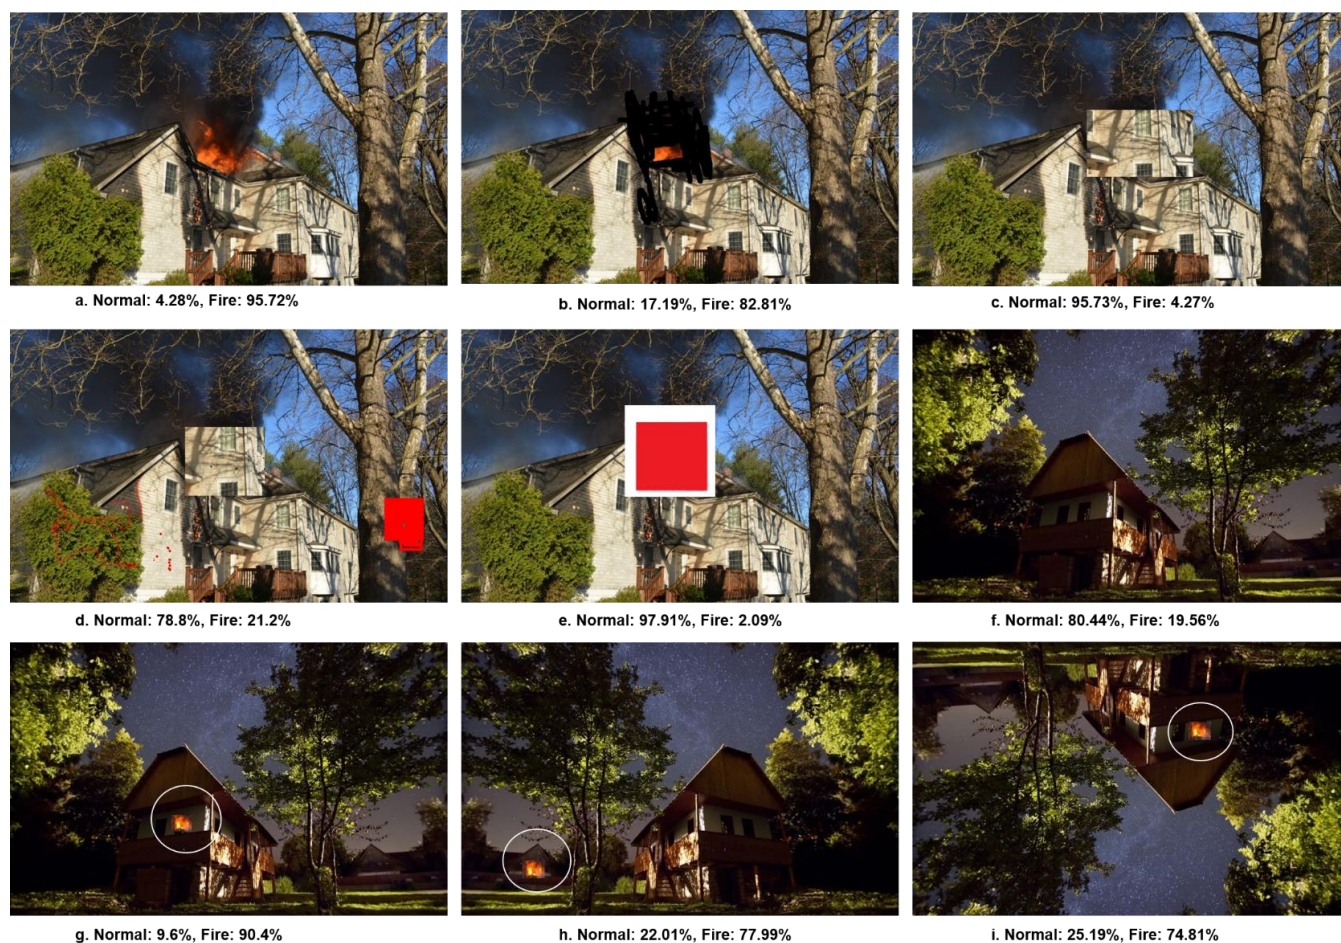 a. Normal: 4.28%, Fire: 95.72%
b. Normal: 17.19%, Fire: 82.81%
c. Normal: 95.73%, Fire: 4.27%
d. Normal: 78.8%, Fire: 21.2%
e. Normal: 97.91%, Fire: 2.09%
f. Normal: 80.44%, Fire: 19.56%
g. Normal: 9.6%, Fire: 90.4%
h. Normal: 22.01%, Fire: 77.99%
i. Normal: 25.19%, Fire: 74.81%